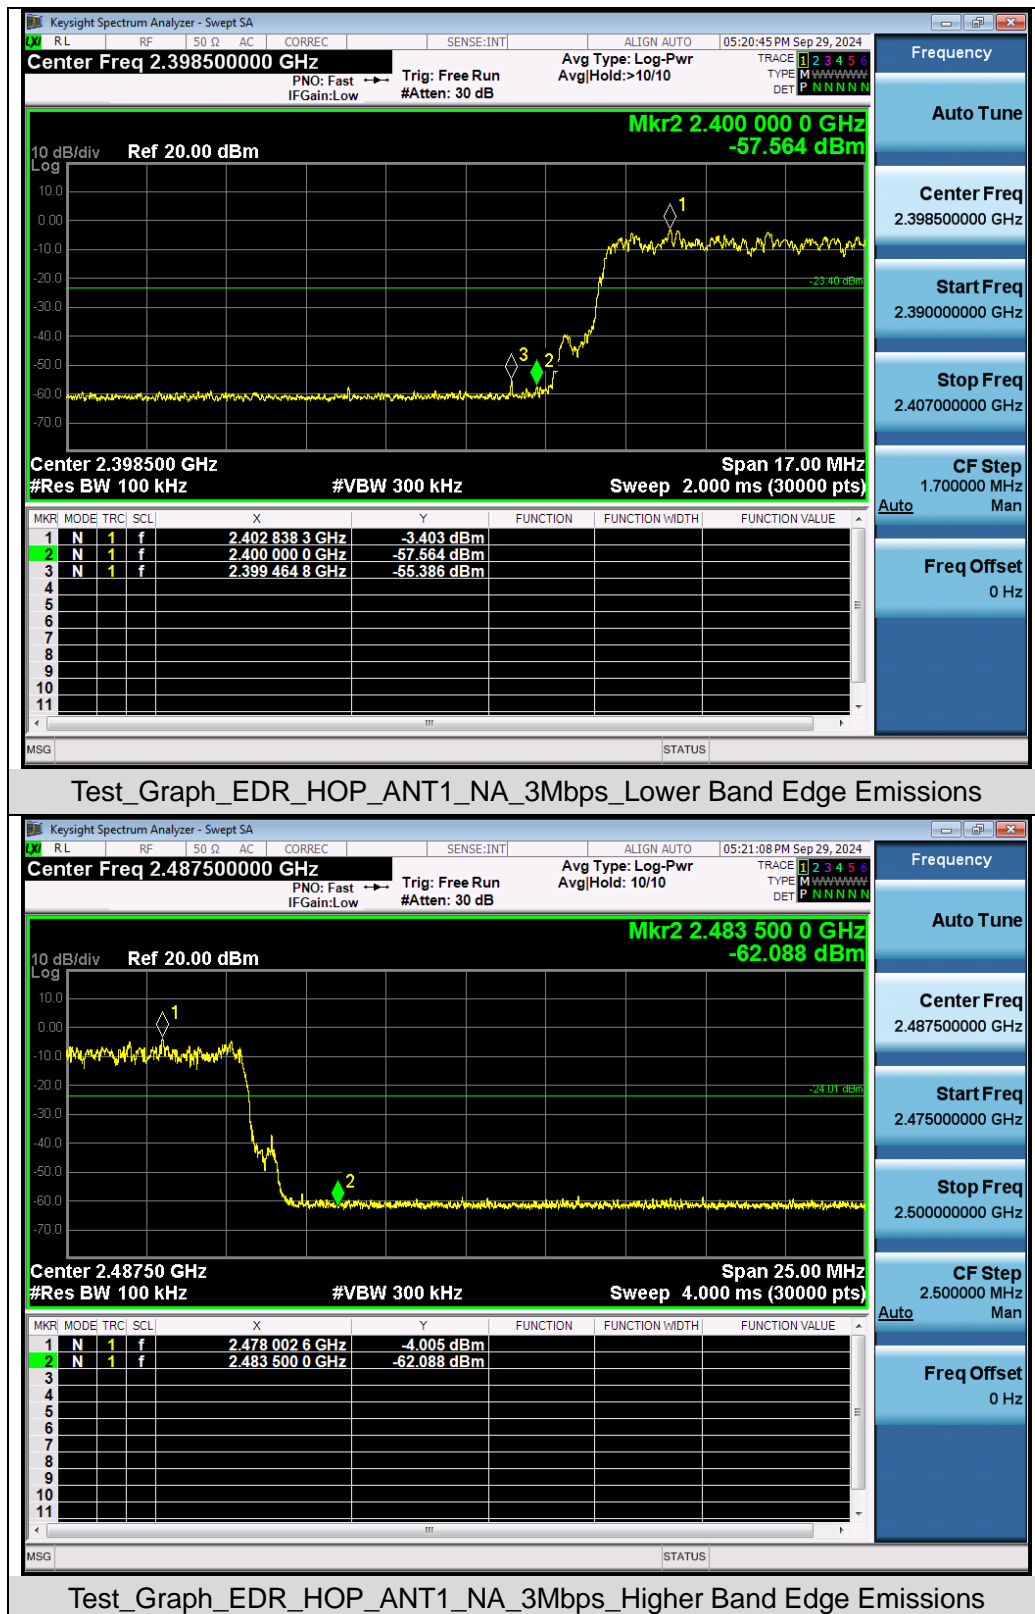 Keysight Spectrum Analyzer - Swept SA
LXI RL RF 50 Ω AC CORREC SENSE:INT ALIGN AUTO 05:20:45 PM Sep 29, 2024
Center Freq 2.398500000 GHz
PNO: Fast
IFGain:Low
Trig: Free Run
#Atten: 30 dB
Avg Type: Log-Pwr
Avg|Hold:>10/10
TRACE 1 2 3 4 5 6
TYPE M WWWWW
DET P N N N N N
Mkr2 2.400 000 0 GHz
-57.564 dBm
10 dB/div Ref 20.00 dBm
Log
10.0
0.00
-10.0
-20.0
-30.0
-40.0
-50.0
-60.0
-70.0
1
-23.40 dBm
3
2
Center 2.398500 GHz Span 17.00 MHz
#Res BW 100 kHz #VBW 300 kHz Sweep 2.000 ms (30000 pts)
MKR MODE TRC SCL X Y FUNCTION FUNCTION WIDTH FUNCTION VALUE
1 N 1 f 2.402 838 3 GHz -3.403 dBm
2 N 1 f 2.400 000 0 GHz -57.564 dBm
3 N 1 f 2.399 464 8 GHz -55.386 dBm
4
5
6
7
8
9
10
11
MSG STATUS
Frequency
Auto Tune
Center Freq
2.398500000 GHz
Start Freq
2.390000000 GHz
Stop Freq
2.407000000 GHz
CF Step
1.700000 MHz
Auto Man
Freq Offset
0 Hz
Test_Graph_EDR_HOP_ANT1_NA_3Mbps_Lower Band Edge Emissions
Keysight Spectrum Analyzer - Swept SA
LXI RL RF 50 Ω AC CORREC SENSE:INT ALIGN AUTO 05:21:08 PM Sep 29, 2024
Center Freq 2.487500000 GHz
PNO: Fast
IFGain:Low
Trig: Free Run
#Atten: 30 dB
Avg Type: Log-Pwr
Avg|Hold: 10/10
TRACE 1 2 3 4 5 6
TYPE M WWWWW
DET P N N N N N
Mkr2 2.483 500 0 GHz
-62.088 dBm
10 dB/div Ref 20.00 dBm
Log
10.0
0.00
-10.0
-20.0
-30.0
-40.0
-50.0
-60.0
-70.0
1
-24.01 dBm
2
Center 2.48750 GHz Span 25.00 MHz
#Res BW 100 kHz #VBW 300 kHz Sweep 4.000 ms (30000 pts)
MKR MODE TRC SCL X Y FUNCTION FUNCTION WIDTH FUNCTION VALUE
1 N 1 f 2.478 002 6 GHz -4.005 dBm
2 N 1 f 2.483 500 0 GHz -62.088 dBm
3
4
5
6
7
8
9
10
11
MSG STATUS
Frequency
Auto Tune
Center Freq
2.487500000 GHz
Start Freq
2.475000000 GHz
Stop Freq
2.500000000 GHz
CF Step
2.500000 MHz
Auto Man
Freq Offset
0 Hz
Test_Graph_EDR_HOP_ANT1_NA_3Mbps_Higher Band Edge Emissions